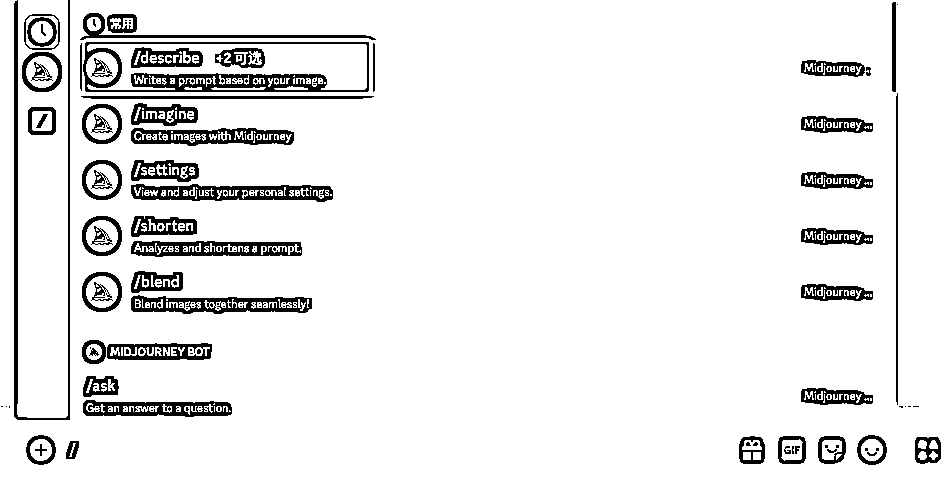 常用
/describe +2 可选
Writes a prompt based on your image.
Midjourney ...
/imagine
Create images with Midjourney
Midjourney ...
/settings
View and adjust your personal settings.
Midjourney ...
/shorten
Analyzes and shortens a prompt.
Midjourney ...
/blend
Blend images together seamlessly!
Midjourney ...
MIDJOURNEY BOT
/ask
Get an answer to a question.
Midjourney ...
/
GIF